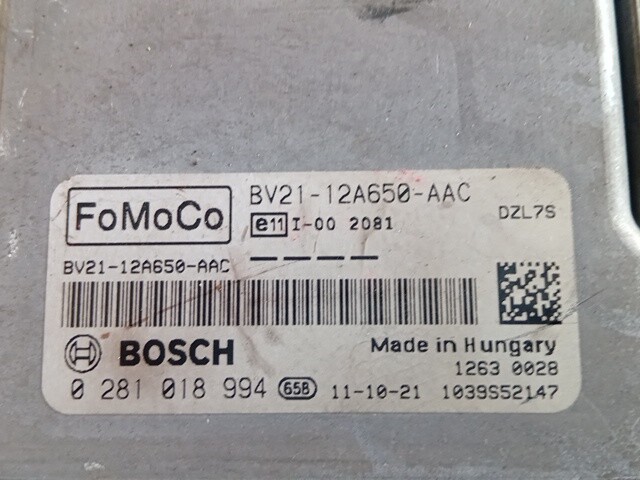 FoMoCo
BV21-12A650-AAC
DZL7S
e11 I-00 2081
BV21-12A650-AAC
BOSCH
Made in Hungary
1263 0028
0 281 018 994 65B 11-10-21 1039S52147